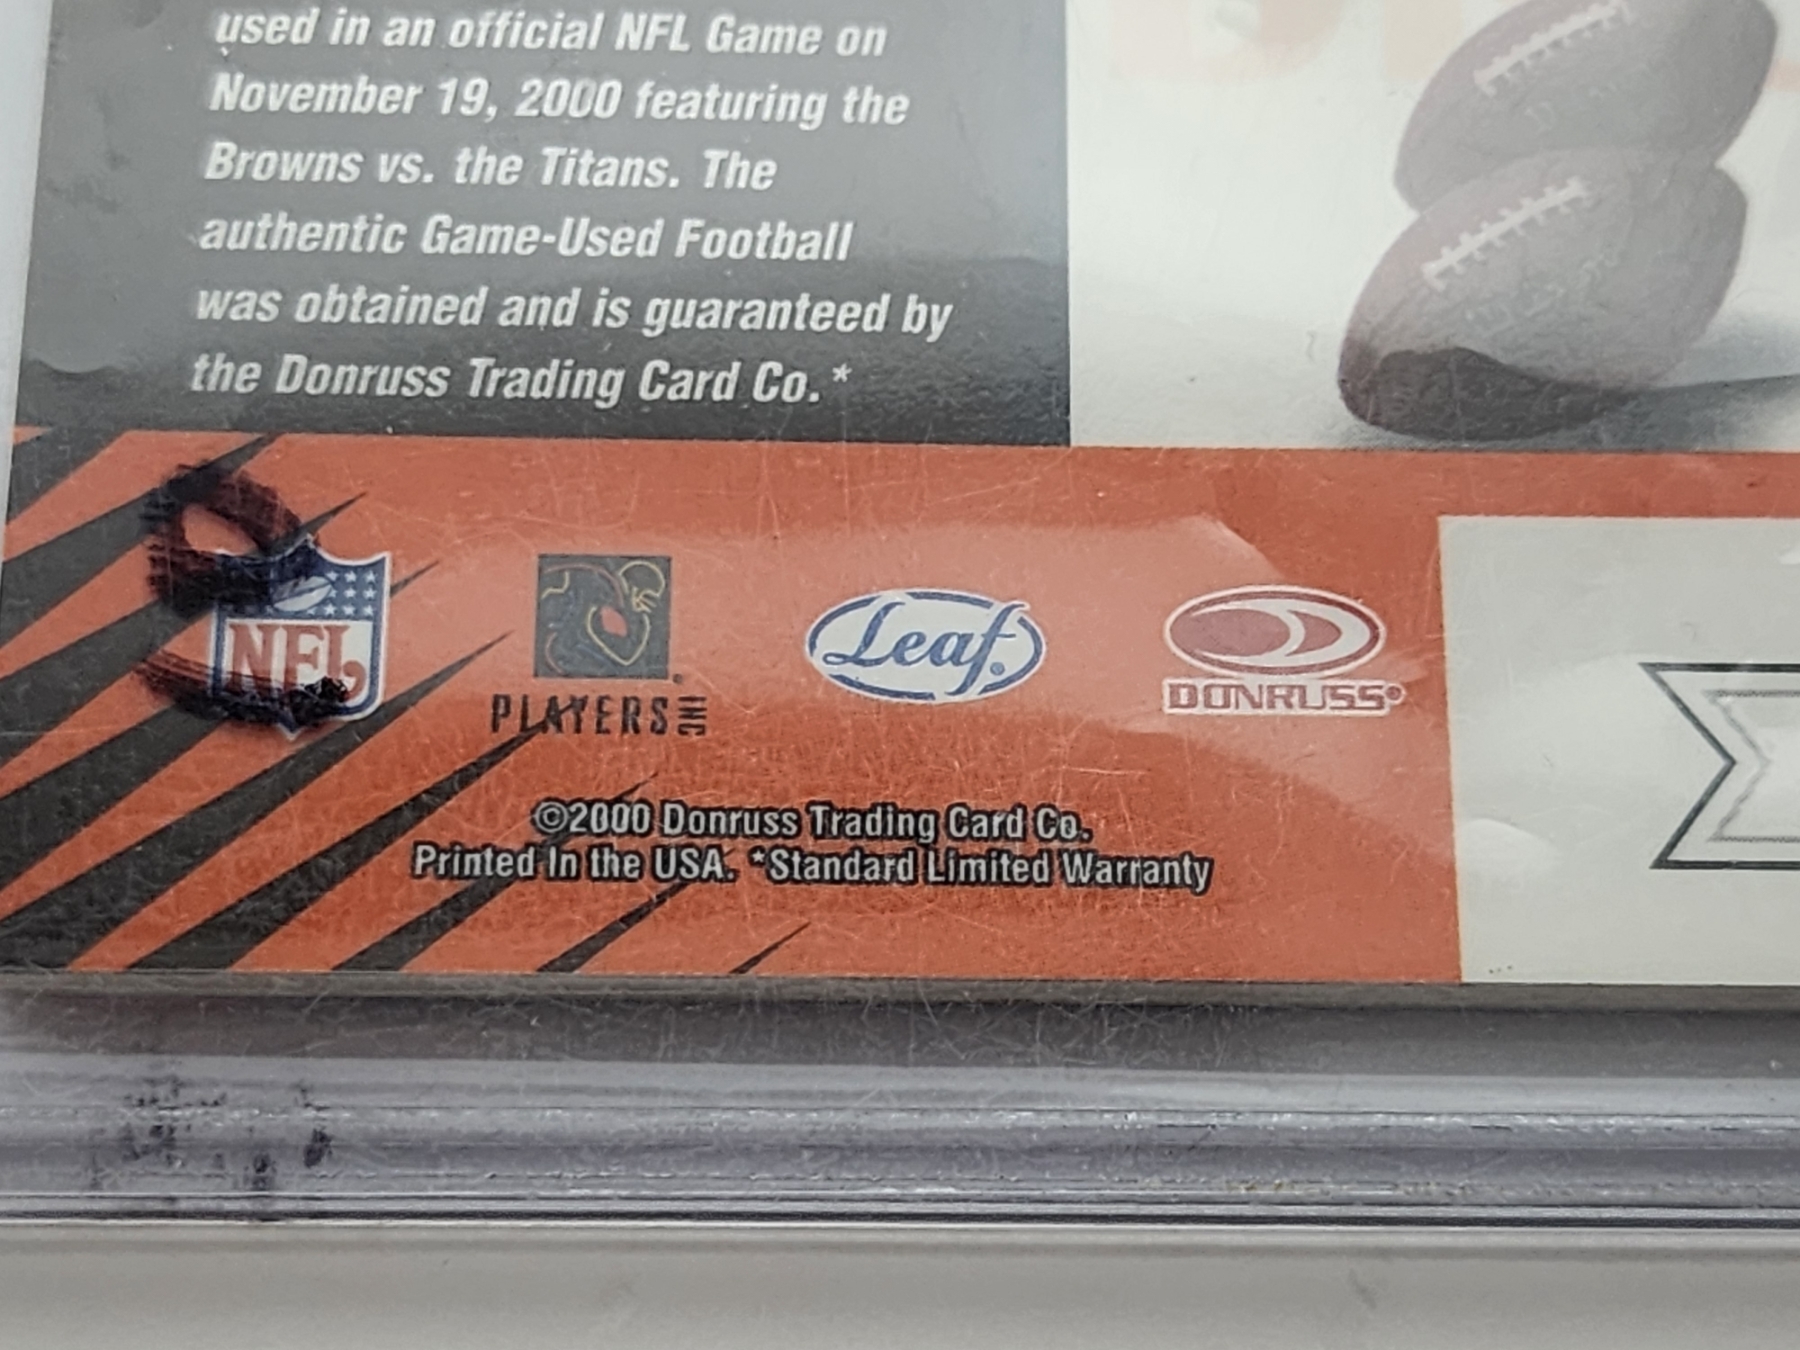 used in an official NFL Game on
November 19, 2000 featuring the
Browns vs. the Titans. The
authentic Game-Used Football
was obtained and is guaranteed by
the Donruss Trading Card Co.*
NFL
PLAYERS INC
Leaf
DONRUSS®
©2000 Donruss Trading Card Co.
Printed In the USA. *Standard Limited Warranty